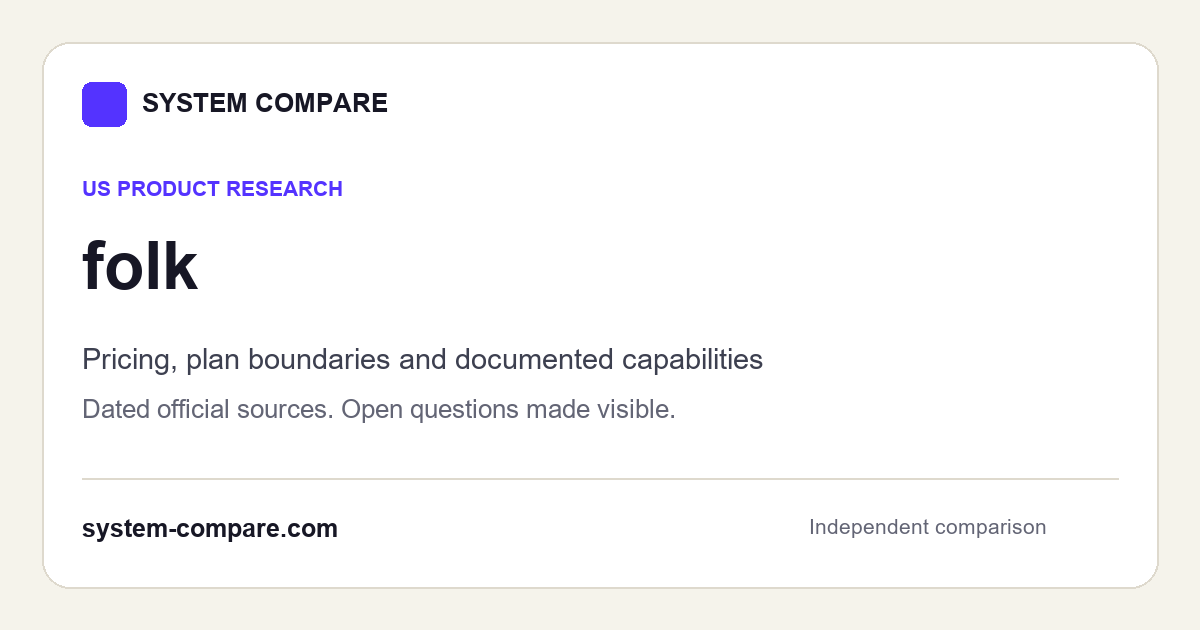 SYSTEM COMPARE
US PRODUCT RESEARCH
folk
Pricing, plan boundaries and documented capabilities
Dated official sources. Open questions made visible.
system-compare.com
Independent comparison